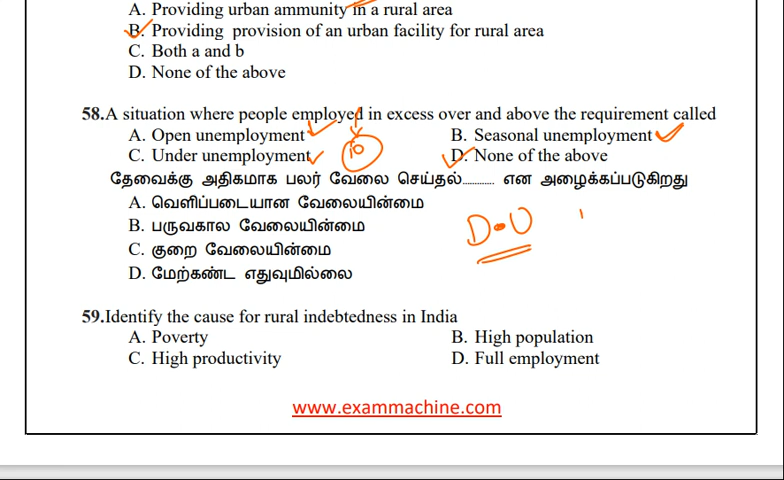 A. Providing urban ammunity in a rural area
B. Providing provision of an urban facility for rural area
C. Both a and b
D. None of the above
58.A situation where people employed in excess over and above the requirement called
A. Open unemployment
B. Seasonal unemployment
C. Under unemployment
10
D. None of the above
தேவைக்கு அதிகமாக பலர் வேலை செய்தல்............ என அழைக்கப்படுகிறது
A. வெளிப்படையான வேலையின்மை
B. பருவகால வேலையின்மை
D-U
C. குறை வேலையின்மை
D. மேற்கண்ட எதுவுமில்லை
59.Identify the cause for rural indebtedness in India
A. Poverty
B. High population
C. High productivity
D. Full employment
www.exammachine.com